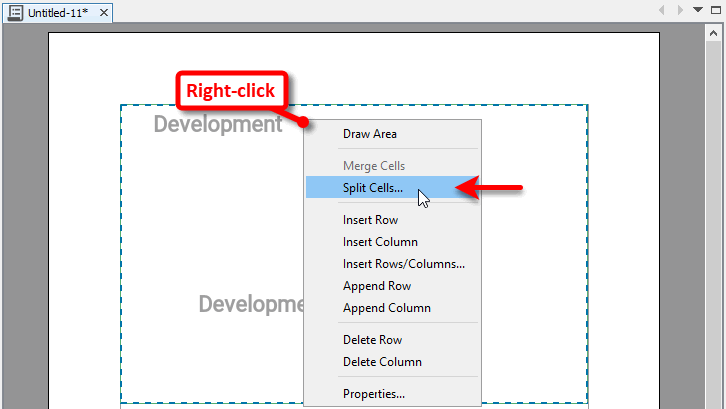 Untitled-11*
Right-click
Development
Draw Area
Merge Cells
Split Cells...
Insert Row
Insert Column
Insert Rows/Columns...
Append Row
Append Column
Developme
Delete Row
Delete Column
Properties...